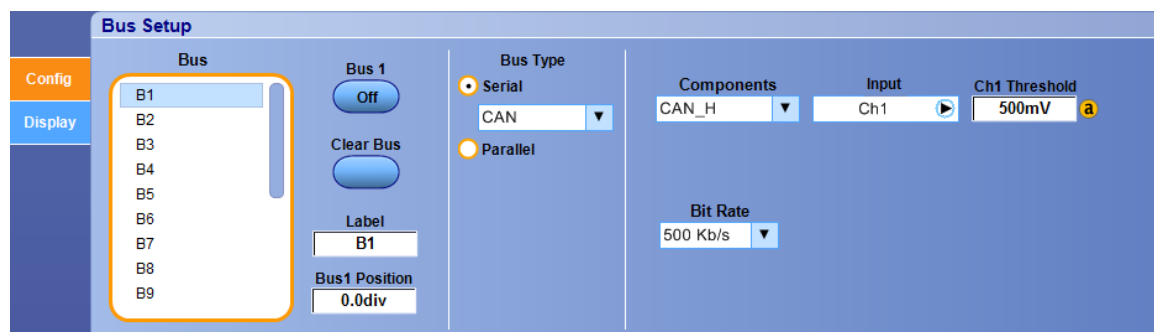 Bus Setup
Config
Display
Bus
B1
B2
B3
B4
B5
B6
B7
B8
B9
Bus 1
Off
Clear Bus
Label
B1
Bus1 Position
0.0div
Bus Type
Serial
CAN
Parallel
Components
CAN_H
Input
Ch1
Ch1 Threshold
500mV
a
Bit Rate
500 Kb/s